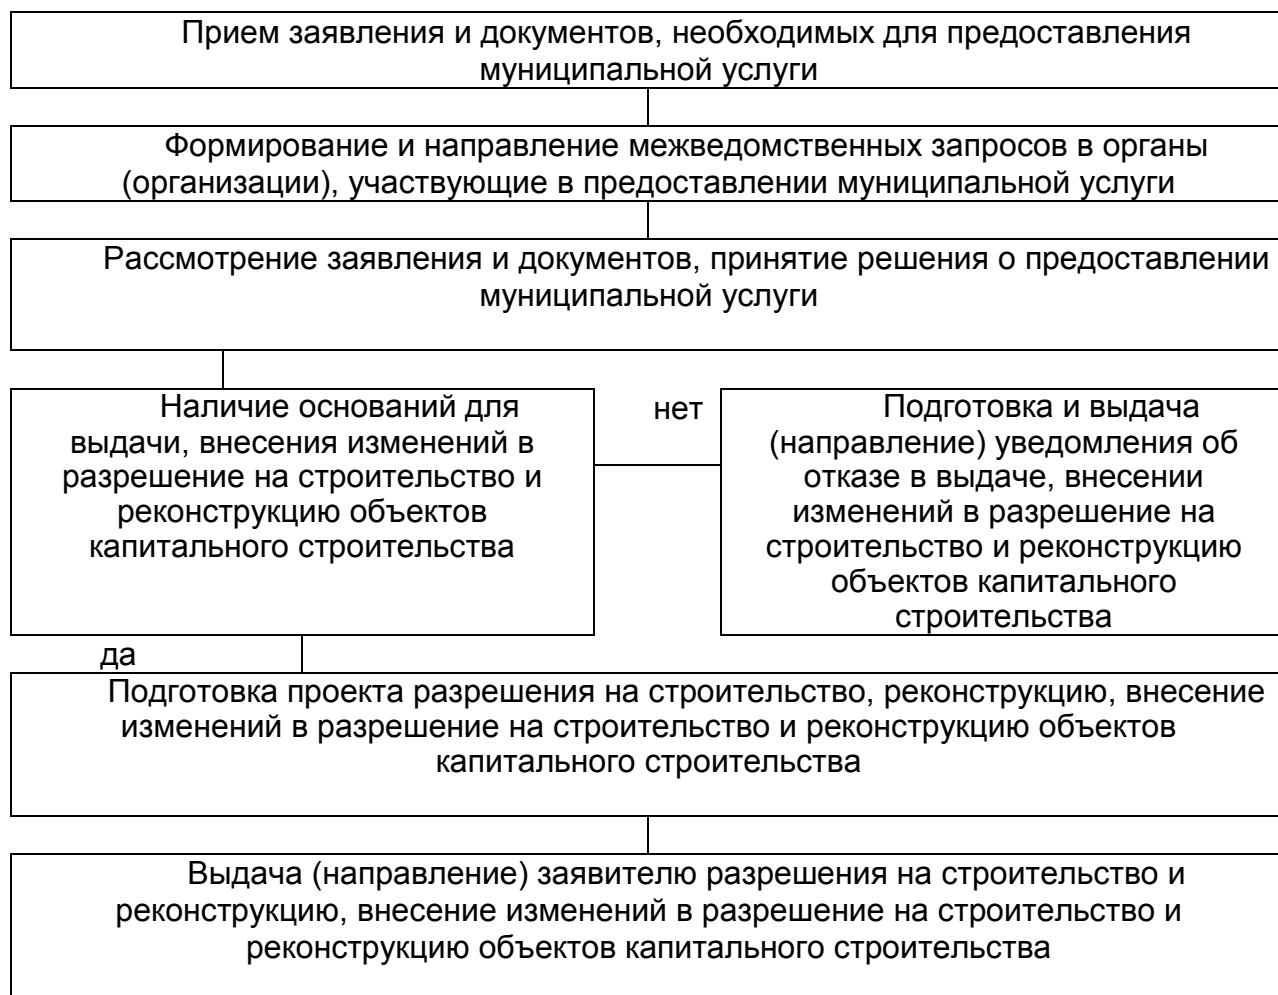 Прием заявления и документов, необходимых для предоставления
муниципальной услуги
Формирование и направление межведомственных запросов в органы
(организации), участвующие в предоставлении муниципальной услуги
Рассмотрение заявления и документов, принятие решения о предоставлении
муниципальной услуги
Наличие оснований для
выдачи, внесения изменений в
разрешение на строительство и
реконструкцию объектов
капитального строительства
нет
Подготовка и выдача
(направление) уведомления об
отказе в выдаче, внесении
изменений в разрешение на
строительство и реконструкцию
объектов капитального
строительства
да
Подготовка проекта разрешения на строительство, реконструкцию, внесение
изменений в разрешение на строительство и реконструкцию объектов
капитального строительства
Выдача (направление) заявителю разрешения на строительство и
реконструкцию, внесение изменений в разрешение на строительство и
реконструкцию объектов капитального строительства